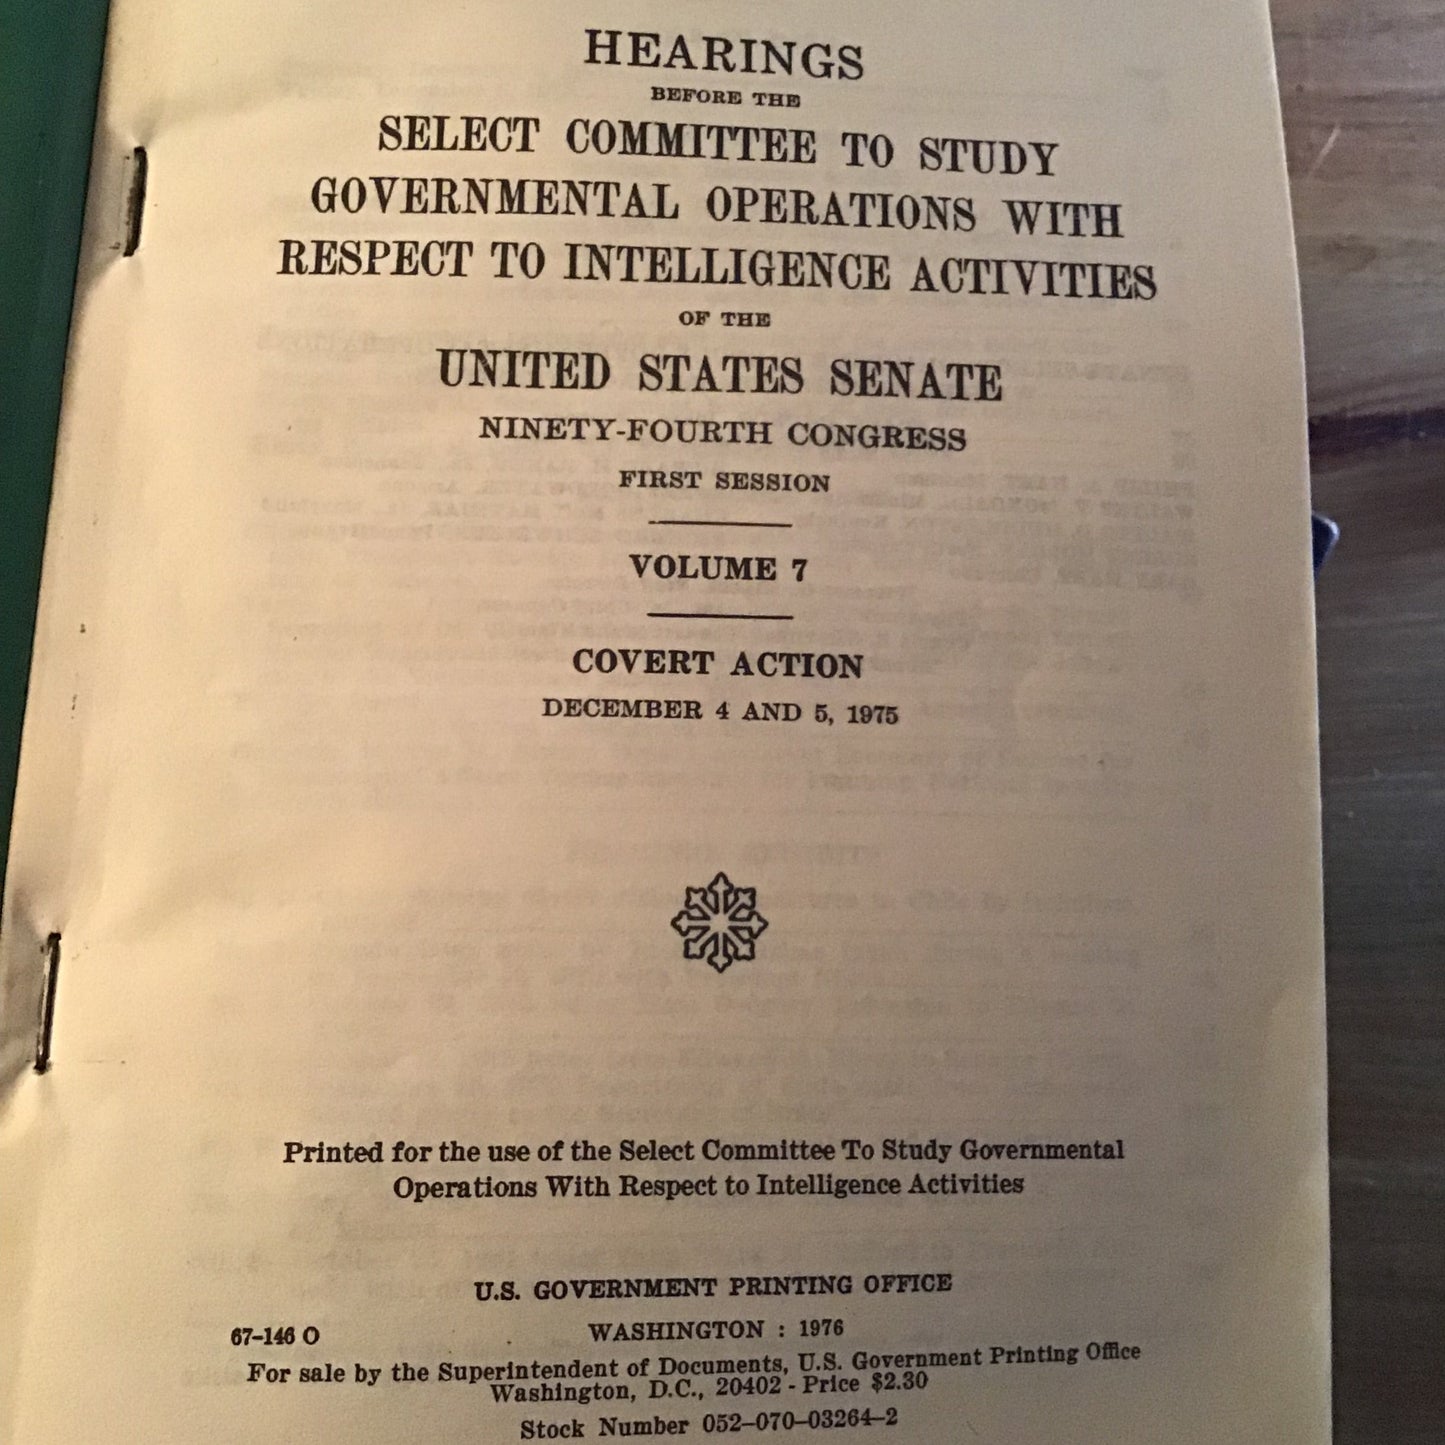 HEARINGS
BEFORE THE
SELECT COMMITTEE TO STUDY
GOVERNMENTAL OPERATIONS WITH
RESPECT TO INTELLIGENCE ACTIVITIES
OF THE
UNITED STATES SENATE
NINETY-FOURTH CONGRESS
FIRST SESSION
VOLUME 7
COVERT ACTION
DECEMBER 4 AND 5, 1975
Printed for the use of the Select Committee To Study Governmental
Operations With Respect to Intelligence Activities
U.S. GOVERNMENT PRINTING OFFICE
67-146 O WASHINGTON : 1976
For sale by the Superintendent of Documents, U.S. Government Printing Office
Washington, D.C., 20402 - Price $2.30
Stock Number 052-070-03264-2